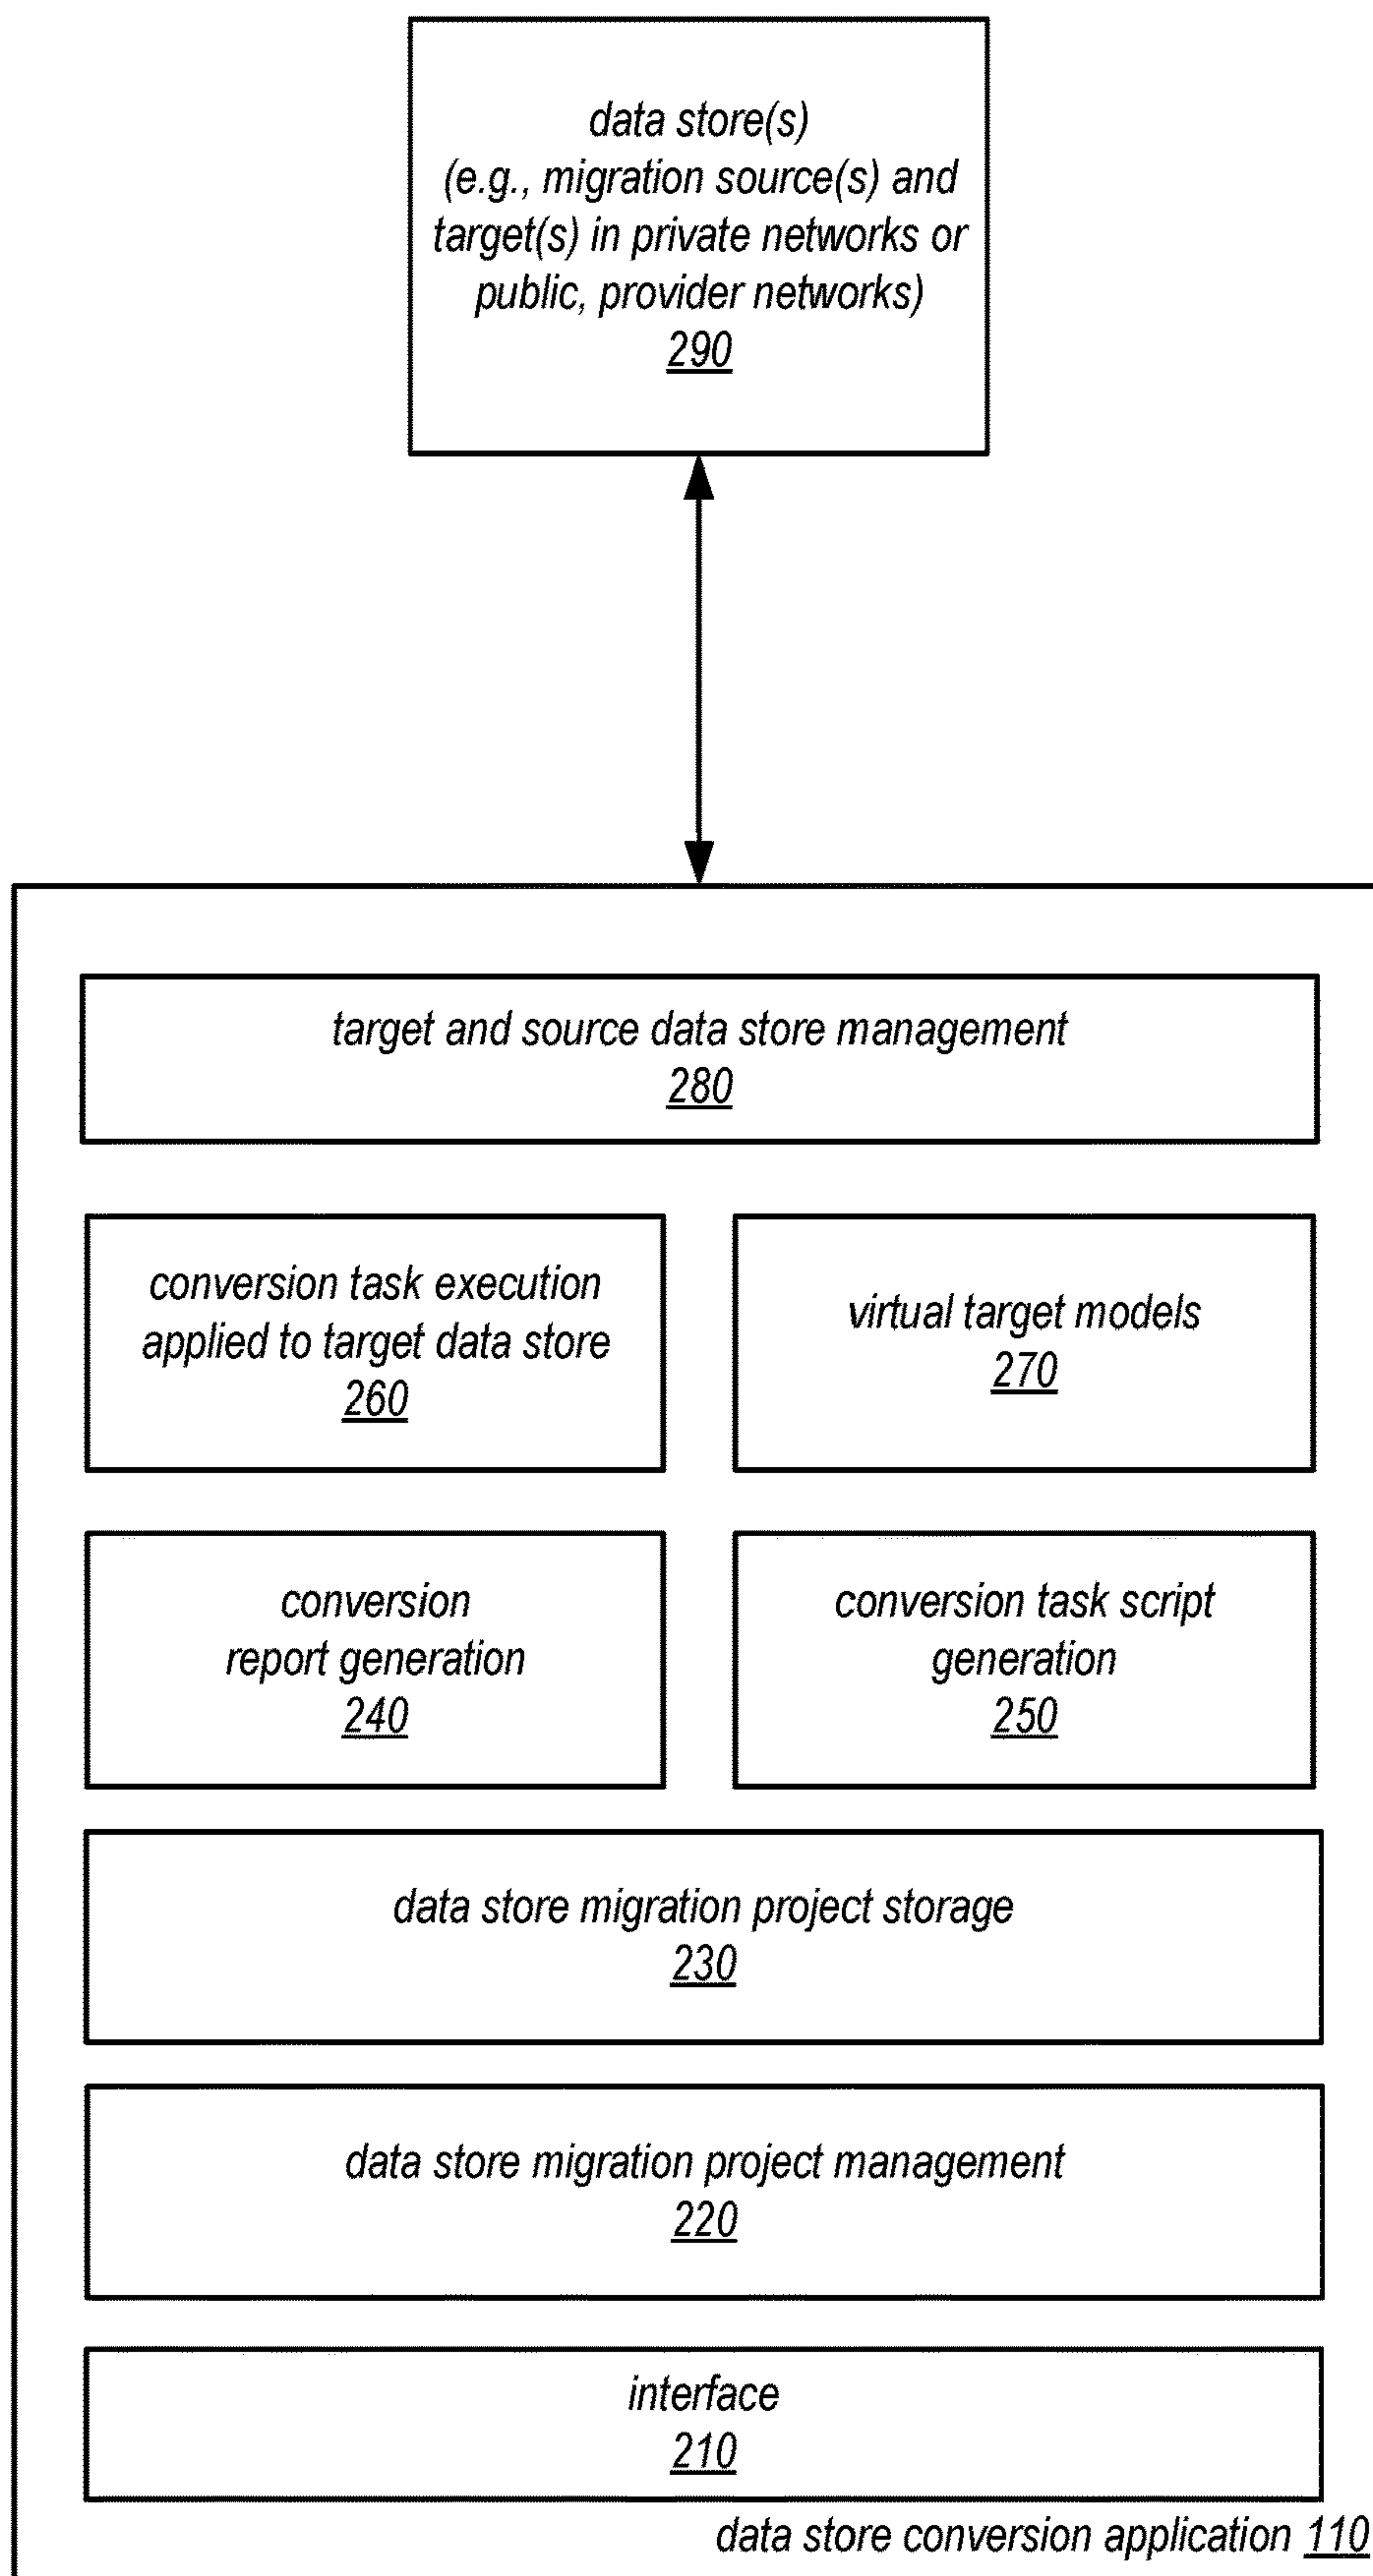 data store(s)
(e.g., migration source(s) and
target(s) in private networks or
public, provider networks)
290
target and source data store management
280
conversion task execution
applied to target data store
260
virtual target models
270
conversion
report generation
240
conversion task script
generation
250
data store migration project storage
230
data store migration project management
220
interface
210
data store conversion application 110